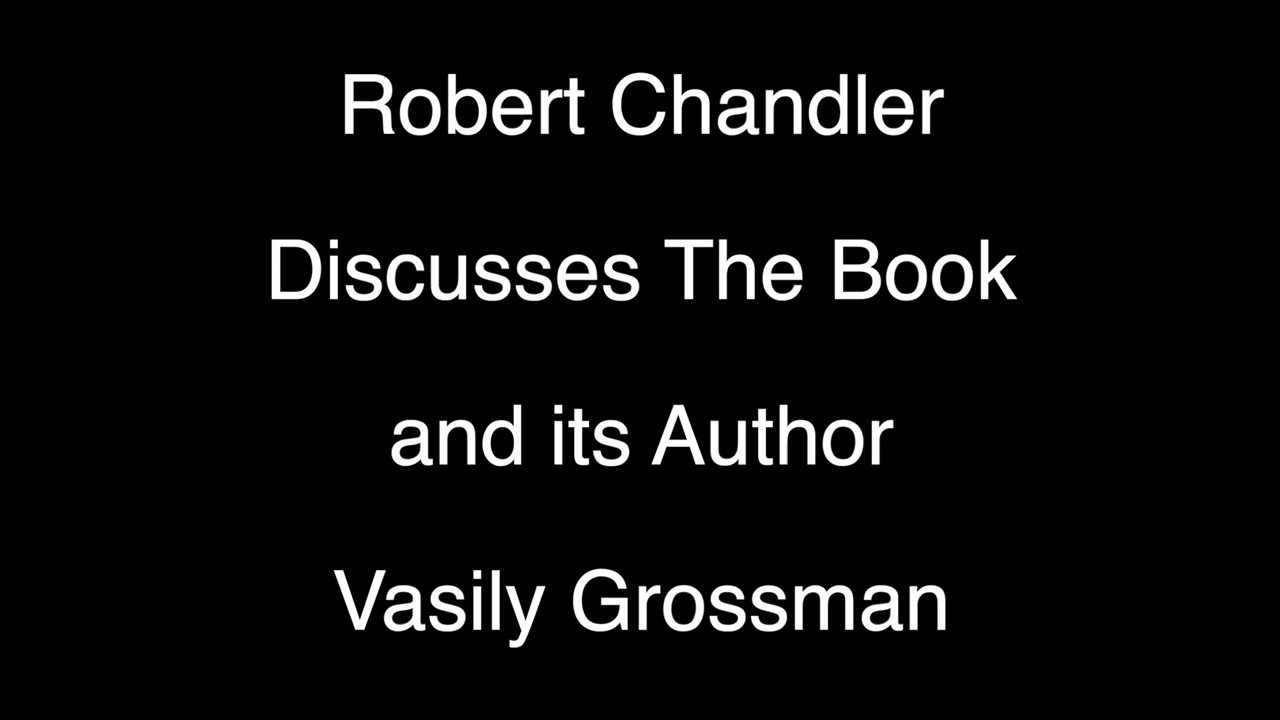 Robert Chandler
Discusses The Book
and its Author
Vasily Grossman